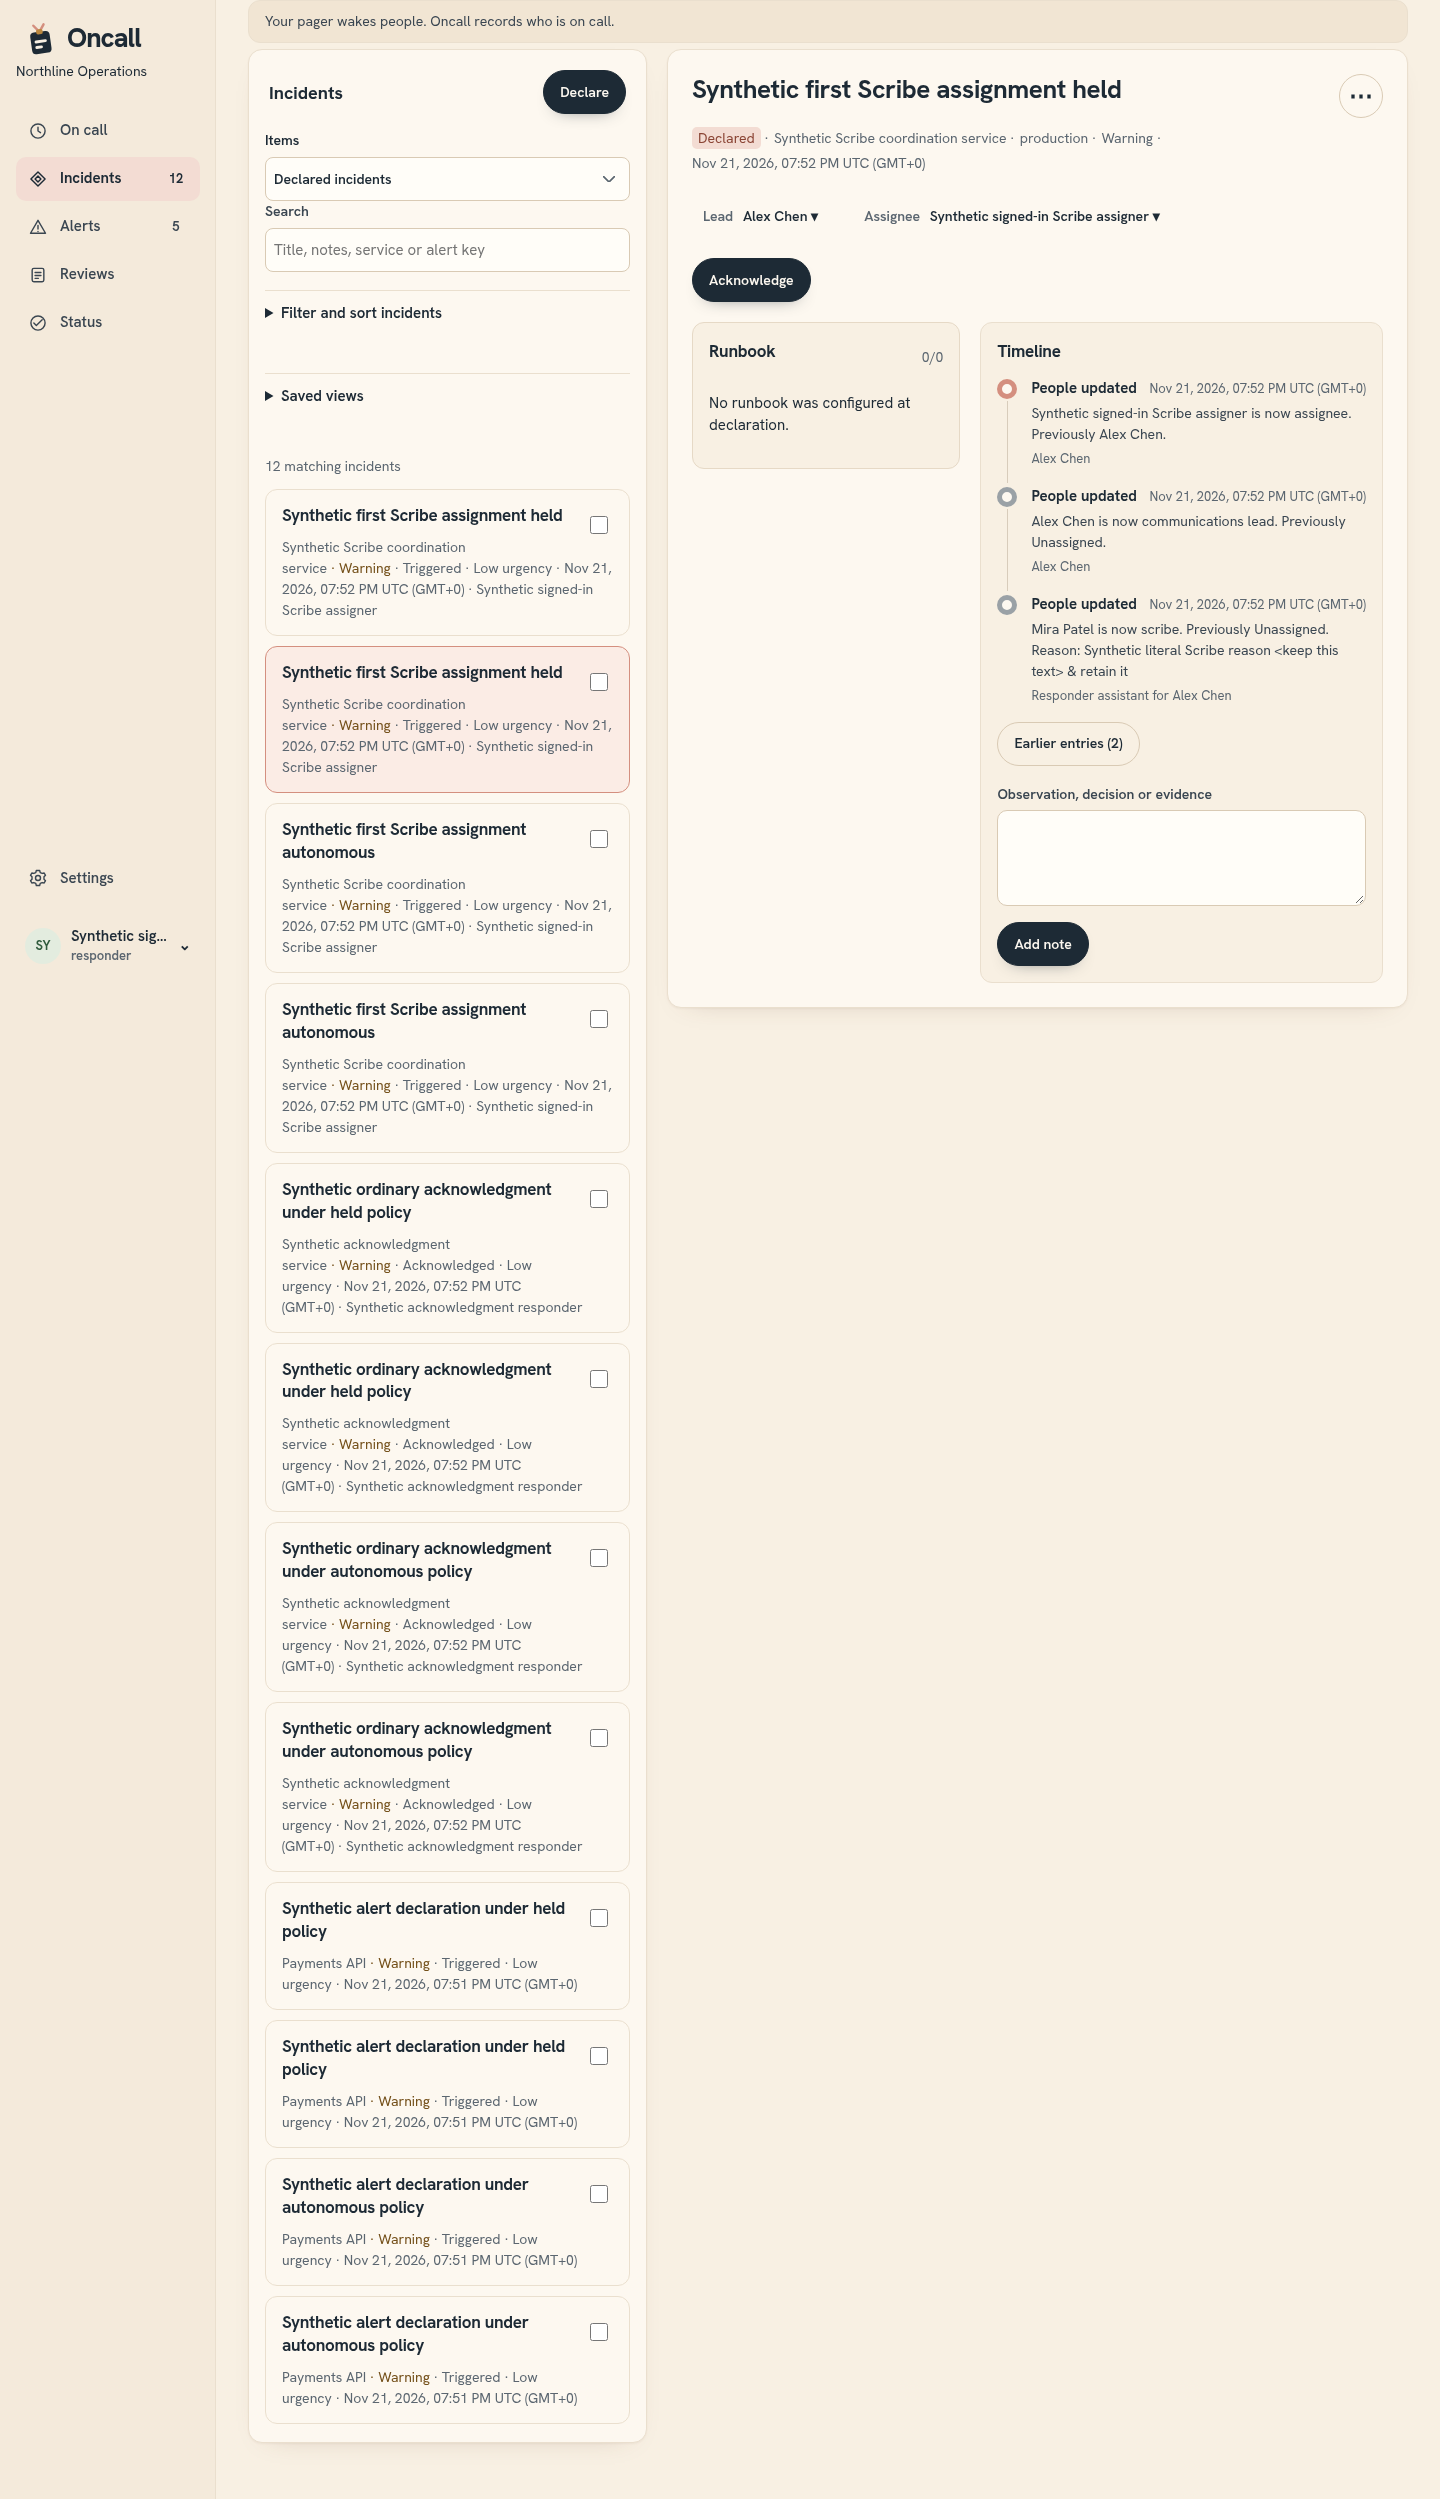 Oncall
Northline Operations
On call
Incidents 12
Alerts 5
Reviews
Status
Settings
SY
Synthetic sig...
responder
Your pager wakes people. Oncall records who is on call.
Incidents
Declare
Items
Declared incidents
Search
Title, notes, service or alert key
Filter and sort incidents
Saved views
12 matching incidents
Synthetic first Scribe assignment held
Synthetic Scribe coordination
service · Warning · Triggered · Low urgency · Nov 21,
2026, 07:52 PM UTC (GMT+0) · Synthetic signed-in
Scribe assigner
Synthetic first Scribe assignment held
Synthetic Scribe coordination
service · Warning · Triggered · Low urgency · Nov 21,
2026, 07:52 PM UTC (GMT+0) · Synthetic signed-in
Scribe assigner
Synthetic first Scribe assignment
autonomous
Synthetic Scribe coordination
service · Warning · Triggered · Low urgency · Nov 21,
2026, 07:52 PM UTC (GMT+0) · Synthetic signed-in
Scribe assigner
Synthetic first Scribe assignment
autonomous
Synthetic Scribe coordination
service · Warning · Triggered · Low urgency · Nov 21,
2026, 07:52 PM UTC (GMT+0) · Synthetic signed-in
Scribe assigner
Synthetic ordinary acknowledgment
under held policy
Synthetic acknowledgment
service · Warning · Acknowledged · Low
urgency · Nov 21, 2026, 07:52 PM UTC
(GMT+0) · Synthetic acknowledgment responder
Synthetic ordinary acknowledgment
under held policy
Synthetic acknowledgment
service · Warning · Acknowledged · Low
urgency · Nov 21, 2026, 07:52 PM UTC
(GMT+0) · Synthetic acknowledgment responder
Synthetic ordinary acknowledgment
under autonomous policy
Synthetic acknowledgment
service · Warning · Acknowledged · Low
urgency · Nov 21, 2026, 07:52 PM UTC
(GMT+0) · Synthetic acknowledgment responder
Synthetic ordinary acknowledgment
under autonomous policy
Synthetic acknowledgment
service · Warning · Acknowledged · Low
urgency · Nov 21, 2026, 07:52 PM UTC
(GMT+0) · Synthetic acknowledgment responder
Synthetic alert declaration under held
policy
Payments API · Warning · Triggered · Low
urgency · Nov 21, 2026, 07:51 PM UTC (GMT+0)
Synthetic alert declaration under held
policy
Payments API · Warning · Triggered · Low
urgency · Nov 21, 2026, 07:51 PM UTC (GMT+0)
Synthetic alert declaration under
autonomous policy
Payments API · Warning · Triggered · Low
urgency · Nov 21, 2026, 07:51 PM UTC (GMT+0)
Synthetic alert declaration under
autonomous policy
Payments API · Warning · Triggered · Low
urgency · Nov 21, 2026, 07:51 PM UTC (GMT+0)
Synthetic first Scribe assignment held
Declared · Synthetic Scribe coordination service · production · Warning ·
Nov 21, 2026, 07:52 PM UTC (GMT+0)
Lead Alex Chen ▾ Assignee Synthetic signed-in Scribe assigner ▾
Acknowledge
Runbook 0/0
No runbook was configured at
declaration.
Timeline
People updated Nov 21, 2026, 07:52 PM UTC (GMT+0)
Synthetic signed-in Scribe assigner is now assignee.
Previously Alex Chen.
Alex Chen
People updated Nov 21, 2026, 07:52 PM UTC (GMT+0)
Alex Chen is now communications lead. Previously
Unassigned.
Alex Chen
People updated Nov 21, 2026, 07:52 PM UTC (GMT+0)
Mira Patel is now scribe. Previously Unassigned.
Reason: Synthetic literal Scribe reason <keep this
text> & retain it
Responder assistant for Alex Chen
Earlier entries (2)
Observation, decision or evidence
Add note